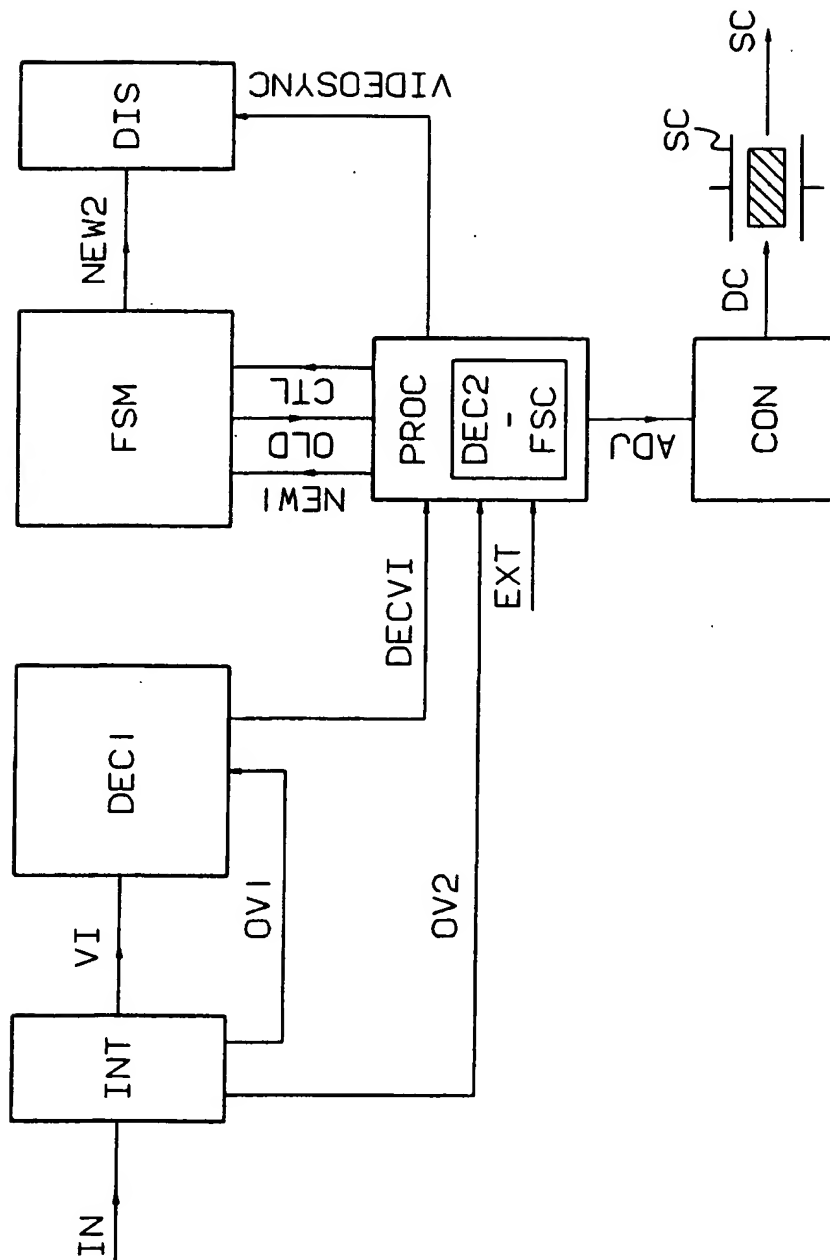 IN
INT
VI
OV1
OV2
DEC1
DECVI
EXT
FSM
NEW1
OLD
CTL
NEW2
DIS
VIDEOSYNC
PROC
DEC2
-
FSC
ADJ
CON
DC
SC
SC